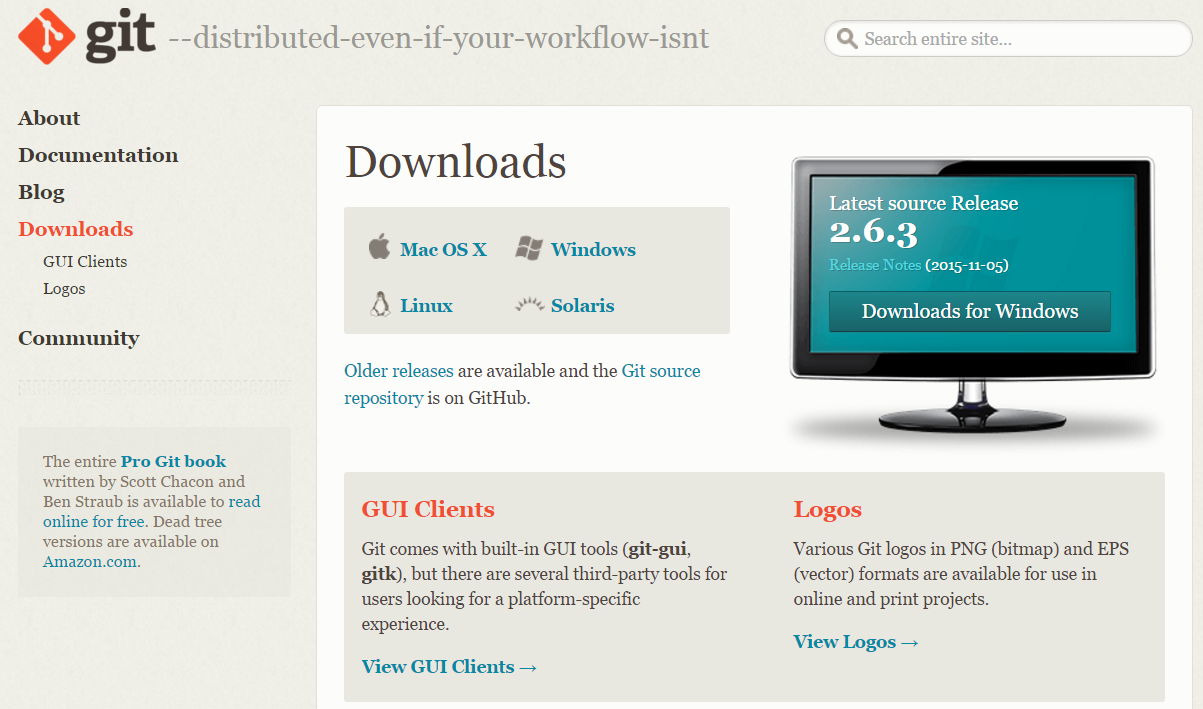 git --distributed-even-if-your-workflow-isnt
Search entire site...
About
Documentation
Blog
Downloads
GUI Clients
Logos
Community
The entire Pro Git book
written by Scott Chacon and
Ben Straub is available to read
online for free. Dead tree
versions are available on
Amazon.com.
Downloads
Mac OS X
Windows
Linux
Solaris
Older releases are available and the Git source
repository is on GitHub.
Latest source Release
2.6.3
Release Notes (2015-11-05)
Downloads for Windows
GUI Clients
Git comes with built-in GUI tools (git-gui,
gitk), but there are several third-party tools for
users looking for a platform-specific
experience.
View GUI Clients →
Logos
Various Git logos in PNG (bitmap) and EPS
(vector) formats are available for use in
online and print projects.
View Logos →